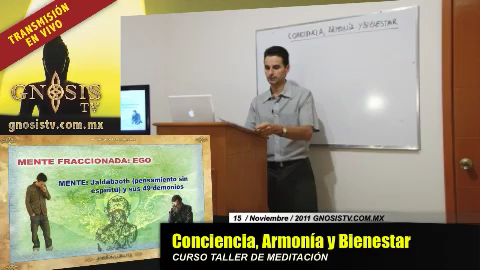 TRANSMISIÓN
EN VIVO
GNOSIS
TV
gnosistv.com.mx
CONCIENCIA, ARMONÍA Y BIENESTAR
MENTE FRACCIONADA: EGO
MENTE: Jaldabaoth (pensamiento sin
espíritu) y sus 49 demonios
15 / Noviembre / 2011 GNOSISTV.COM.MX
Conciencia, Armonía y Bienestar
CURSO TALLER DE MEDITACIÓN